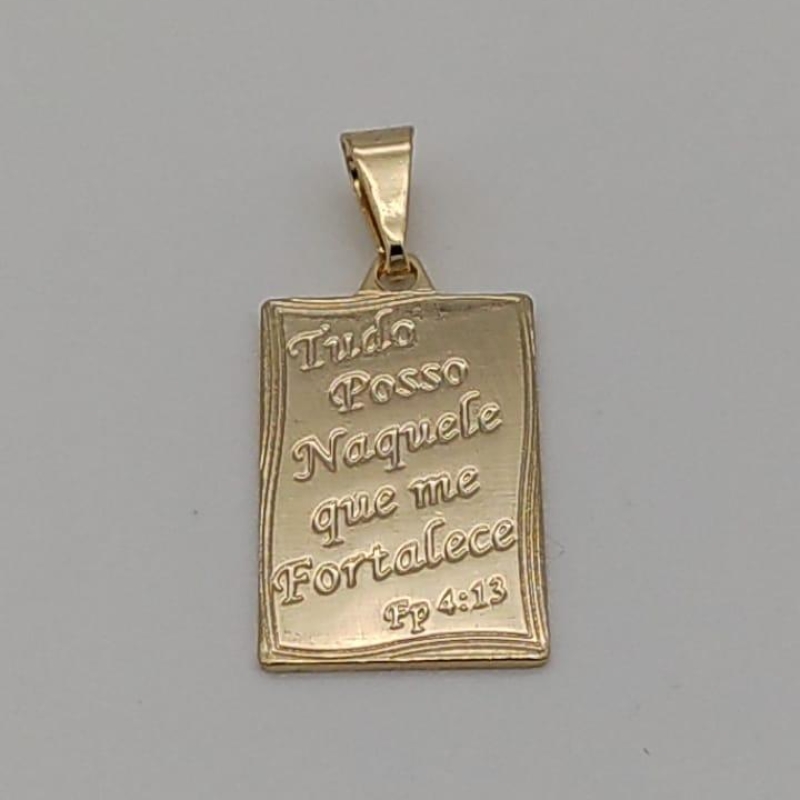 Tudo
Posso
Naquele
que me
Fortalece
Fp 4:13